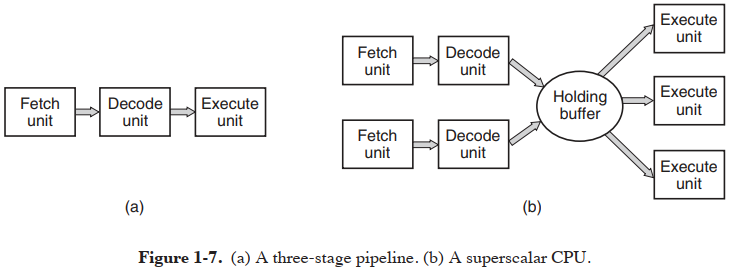 Fetch
unit
Decode
unit
Execute
unit
(a)
Fetch
unit
Decode
unit
Fetch
unit
Decode
unit
Holding
buffer
Execute
unit
Execute
unit
Execute
unit
(b)
Figure 1-7. (a) A three-stage pipeline. (b) A superscalar CPU.